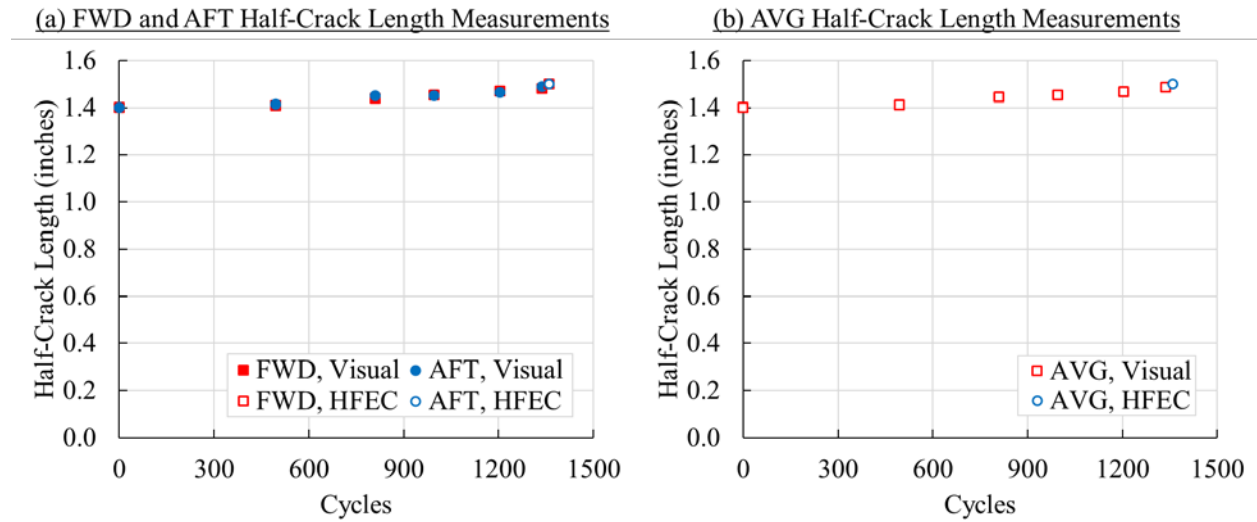 (a) FWD and AFT Half-Crack Length Measurements
1.6
1.4
1.2
1.0
0.8
0.6
0.4
0.2
0.0
Half-Crack Length (inches)
FWD, Visual AFT, Visual
FWD, HFEC AFT, HFEC
0 300 600 900 1200 1500
Cycles
(b) AVG Half-Crack Length Measurements
1.6
1.4
1.2
1.0
0.8
0.6
0.4
0.2
0.0
Half-Crack Length (inches)
AVG, Visual
AVG, HFEC
0 300 600 900 1200 1500
Cycles